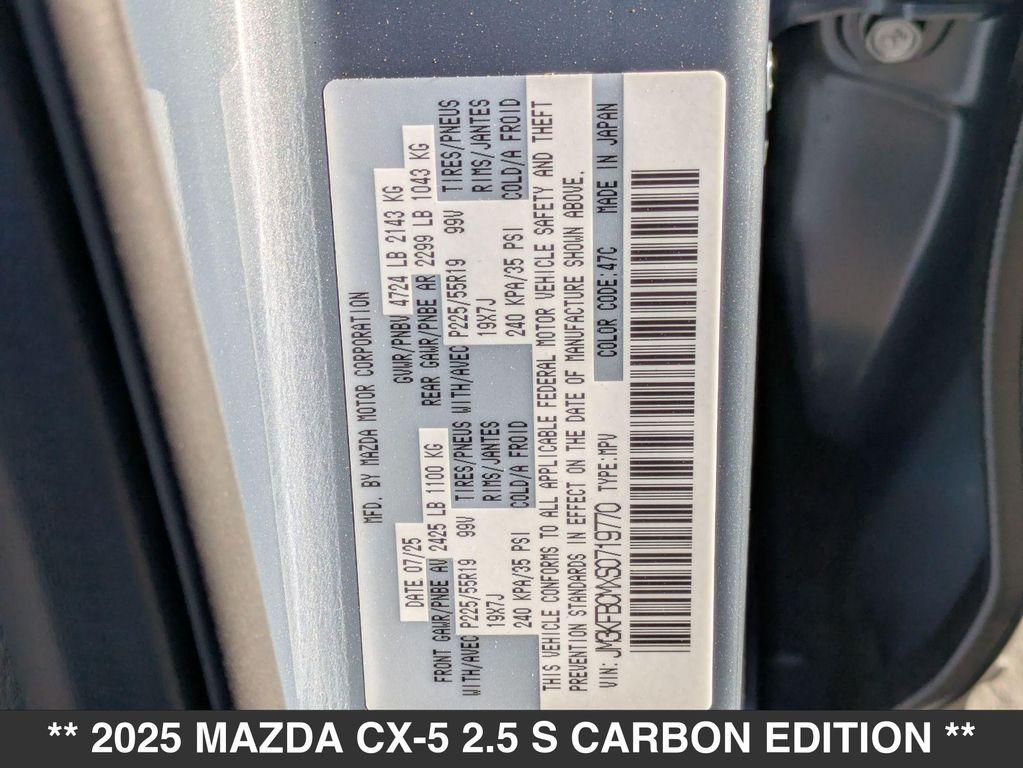 MFD. BY MAZDA MOTOR CORPORATION
DATE 07/25 GVWR/PNBV 4724 LB 2143 KG
FRONT GAWR/PNBE AV 2425 LB 1100 KG REAR GAWR/PNBE AR 2299 LB 1043 KG
WITH/AVEC P225/55R19 99V TIRES/PNEUS WITH/AVEC P225/55R19 99V TIRES/PNEUS
19X7J RIMS/JANTES 19X7J RIMS/JANTES
240 KPA/35 PSI COLD/A FROID 240 KPA/35 PSI COLD/A FROID
THIS VEHICLE CONFORMS TO ALL APPLICABLE FEDERAL MOTOR VEHICLE SAFETY AND THEFT
PREVENTION STANDARDS IN EFFECT ON THE DATE OF MANUFACTURE SHOWN ABOVE.
VIN: JM3KFBCMXS0719770 TYPE:MPV COLOR CODE:47C MADE IN JAPAN
** 2025 MAZDA CX-5 2.5 S CARBON EDITION **